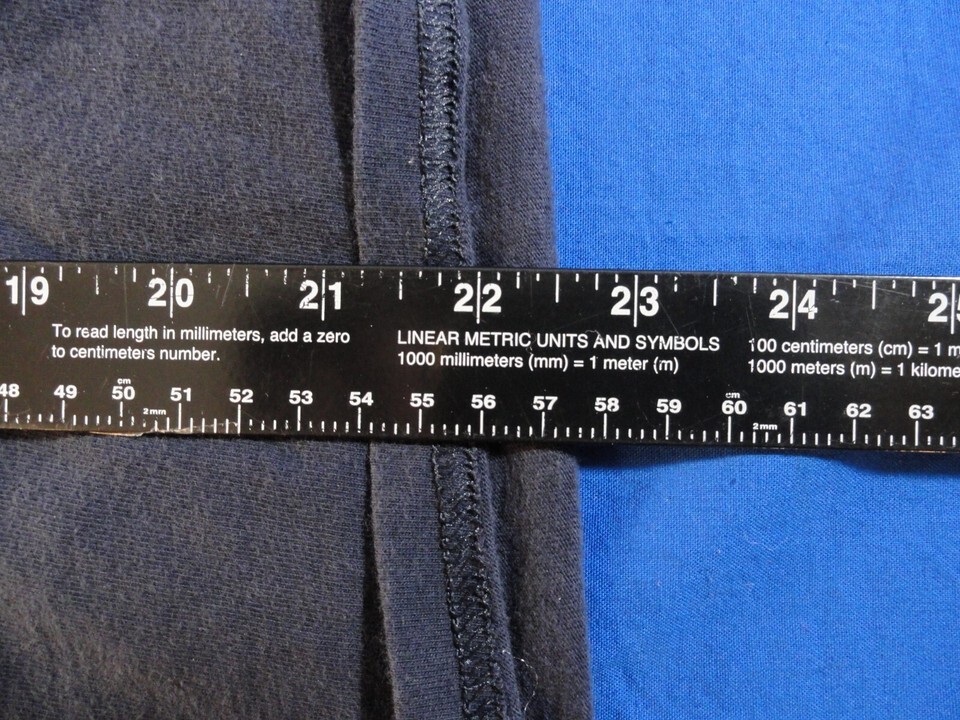 19 20 21 22 23 24 25
To read length in millimeters, add a zero
to centimeters number.
LINEAR METRIC UNITS AND SYMBOLS
1000 millimeters (mm) = 1 meter (m)
100 centimeters (cm) = 1 m
1000 meters (m) = 1 kilome
cm cm
48 49 50 51 52 53 54 55 56 57 58 59 60 61 62 63
2mm 2mm